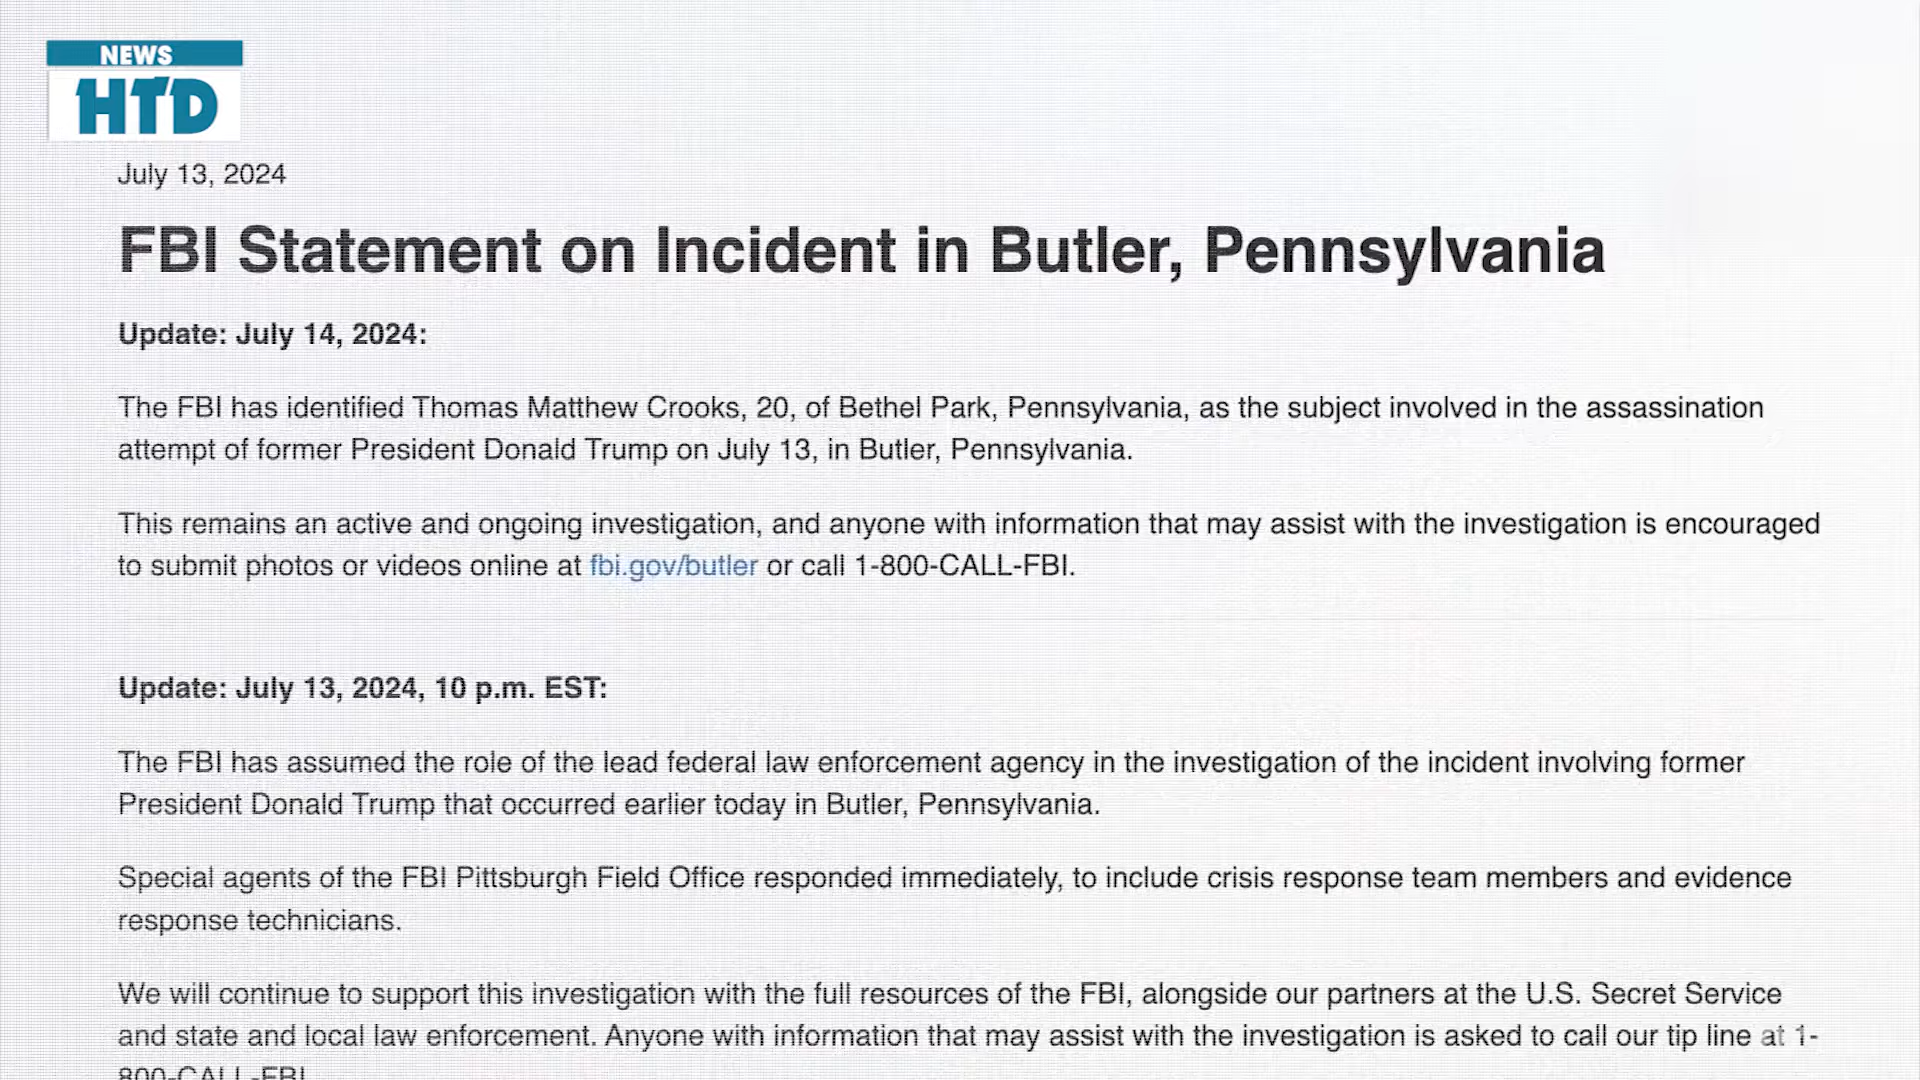 NEWS
HTD
July 13, 2024
FBI Statement on Incident in Butler, Pennsylvania
Update: July 14, 2024:
The FBI has identified Thomas Matthew Crooks, 20, of Bethel Park, Pennsylvania, as the subject involved in the assassination
attempt of former President Donald Trump on July 13, in Butler, Pennsylvania.
This remains an active and ongoing investigation, and anyone with information that may assist with the investigation is encouraged
to submit photos or videos online at fbi.gov/butler or call 1-800-CALL-FBI.
Update: July 13, 2024, 10 p.m. EST:
The FBI has assumed the role of the lead federal law enforcement agency in the investigation of the incident involving former
President Donald Trump that occurred earlier today in Butler, Pennsylvania.
Special agents of the FBI Pittsburgh Field Office responded immediately, to include crisis response team members and evidence
response technicians.
We will continue to support this investigation with the full resources of the FBI, alongside our partners at the U.S. Secret Service
and state and local law enforcement. Anyone with information that may assist with the investigation is asked to call our tip line at 1-
800-CALL-FBI